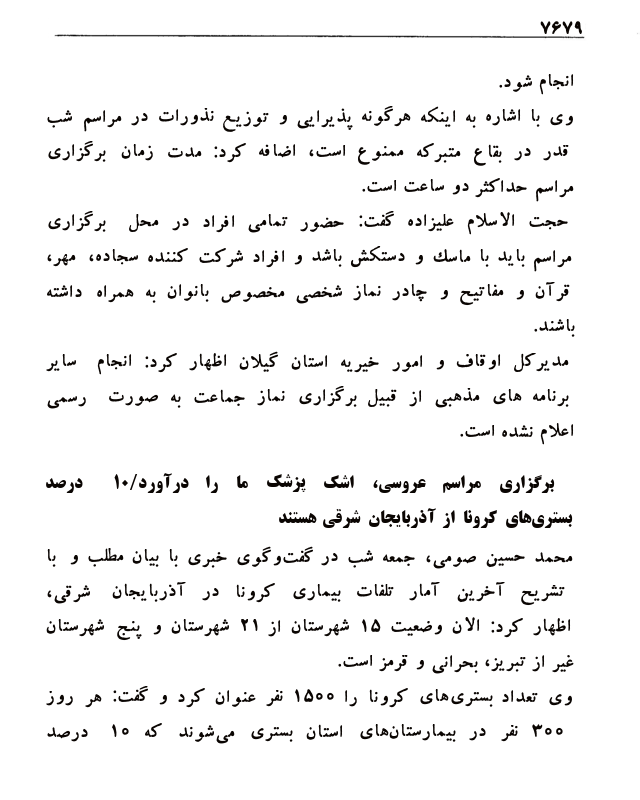 ۷۶۷۹
انجام شود.
وی با اشاره به اینکه هرگونه پذیرایی و توزیع نذورات در مراسم شب
قدر در بقاع متبرکه ممنوع است، اضافه کرد: مدت زمان برگزاری
مراسم حداکثر دو ساعت است.
حجت الاسلام علیزاده گفت: حضور تمامی افراد در محل برگزاری
مراسم باید با ماسك و دستکش باشد و افراد شرکت کننده سجاده، مهر،
قرآن و مفاتیح و چادر نماز شخصی مخصوص بانوان به همراه داشته
باشند.
مدیرکل اوقاف و امور خیریه استان گیلان اظهار کرد: انجام سایر
برنامه های مذهبی از قبیل برگزاری نماز جماعت به صورت رسمی
اعلام نشده است.
برگزاری مراسم عروسی، اشک پزشک ما را درآورد/۱۰ درصد
بستری‌های کرونا از آذربایجان شرقی هستند
محمد حسین صومی، جمعه شب در گفت‌وگوی خبری با بیان مطلب و با
تشریح آخرین آمار تلفات بیماری کرونا در آذربایجان شرقی،
اظهار کرد: الان وضعیت ۱۵ شهرستان از ۲۱ شهرستان و پنج شهرستان
غیر از تبریز، بحرانی و قرمز است.
وی تعداد بستری‌های کرونا را ۱۵۰۰ نفر عنوان کرد و گفت: هر روز
۳۰۰ نفر در بیمارستان‌های استان بستری می‌شوند که ۱۰ درصد